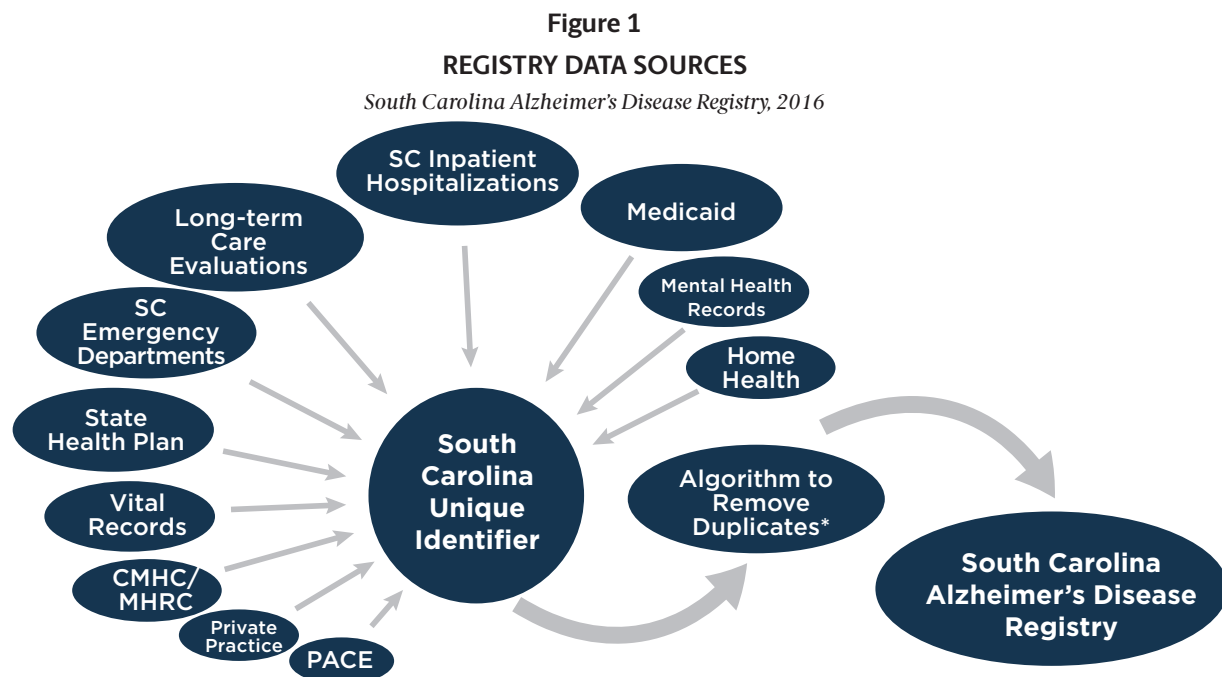 Figure 1
REGISTRY DATA SOURCES
South Carolina Alzheimer's Disease Registry, 2016
SC Inpatient
Hospitalizations
Medicaid
Long-term
Care
Evaluations
Mental Health
Records
SC
Emergency
Departments
Home
Health
State
Health Plan
South
Carolina
Unique
Identifier
Algorithm to
Remove
Duplicates*
Vital
Records
South Carolina
Alzheimer's Disease
Registry
CMHC/
MHRC
Private
Practice
PACE